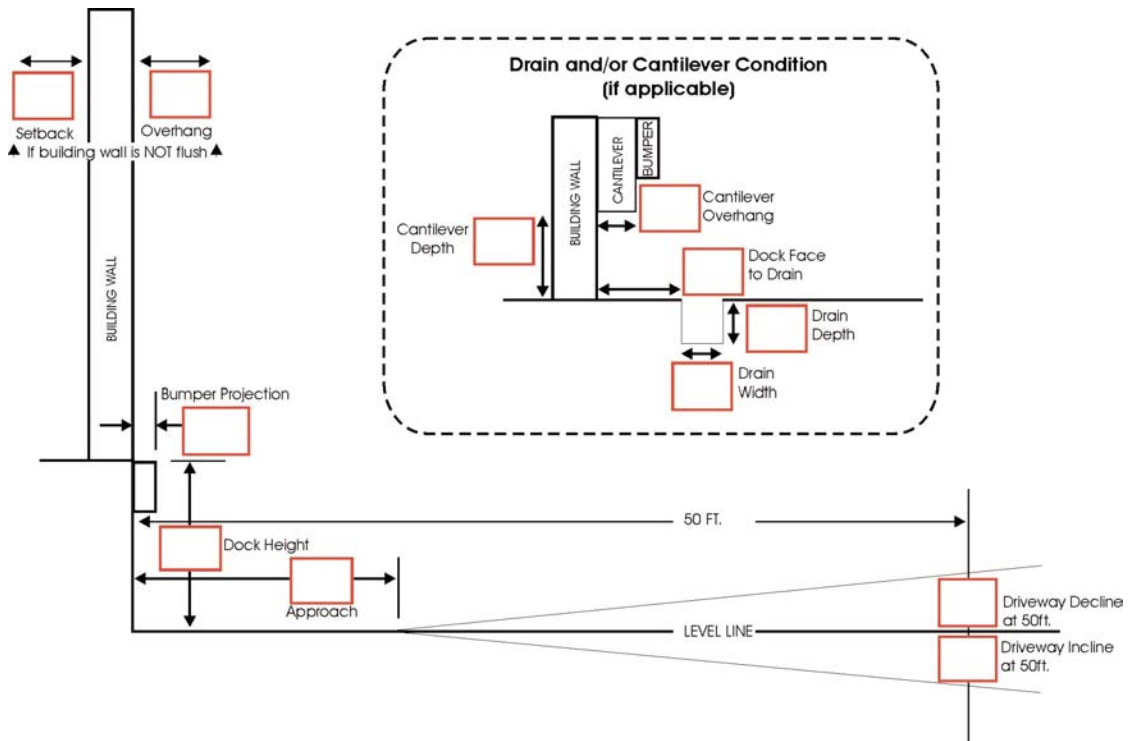 Drain and/or Cantilever Condition
(if applicable)
Setback
Overhang
If building wall is NOT flush
BUILDING WALL
BUILDING WALL
CANTILEVER
BUMPER
Cantilever
Overhang
Cantilever
Depth
Dock Face
to Drain
Drain
Depth
Drain
Width
Bumper Projection
50 FT.
Dock Height
Approach
LEVEL LINE
Driveway Decline
at 50ft.
Driveway Incline
at 50ft.